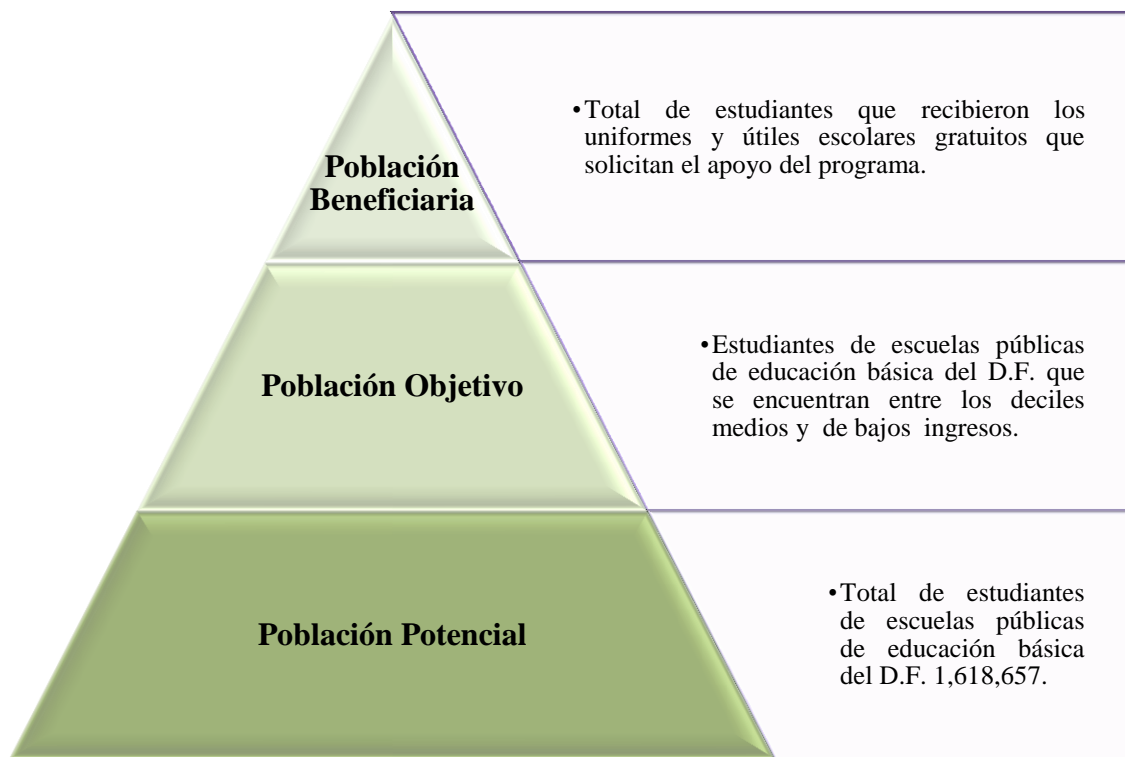 Población
Beneficiaria
•Total de estudiantes que recibieron los
uniformes y útiles escolares gratuitos que
solicitan el apoyo del programa.
Población Objetivo
•Estudiantes de escuelas públicas
de educación básica del D.F. que
se encuentran entre los deciles
medios y de bajos ingresos.
Población Potencial
•Total de estudiantes
de escuelas públicas
de educación básica
del D.F. 1,618,657.